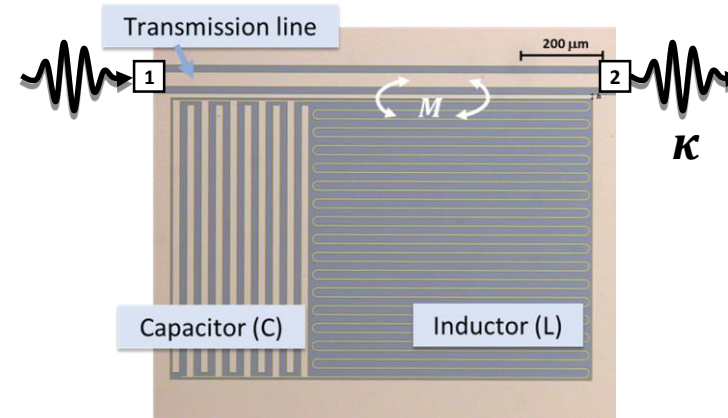 Transmission line
200 μm
1
2
M
κ
Capacitor (C)
Inductor (L)